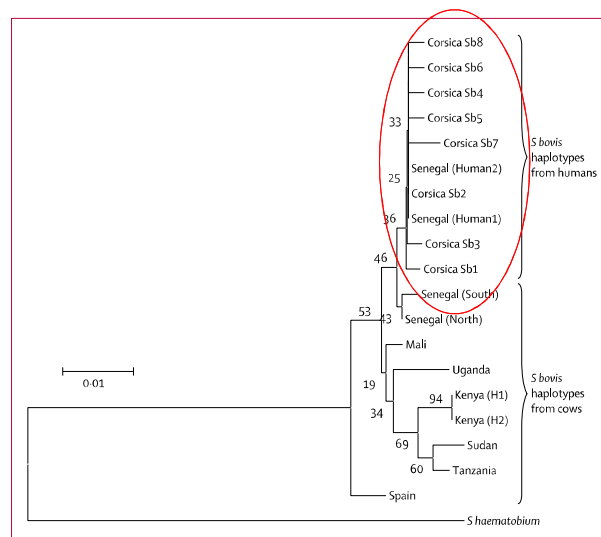 Corsica Sb8
Corsica Sb6
Corsica Sb4
Corsica Sb5
33
Corsica Sb7
S bovis
haplotypes
from humans
Senegal (Human2)
25
Corsica Sb2
36
Senegal (Human1)
Corsica Sb3
46
Corsica Sb1
Senegal (South)
53
43
Senegal (North)
Mali
0·01
Uganda
19
94
Kenya (H1)
S bovis
haplotypes
from cows
34
Kenya (H2)
69
Sudan
60
Tanzania
Spain
S haematobium